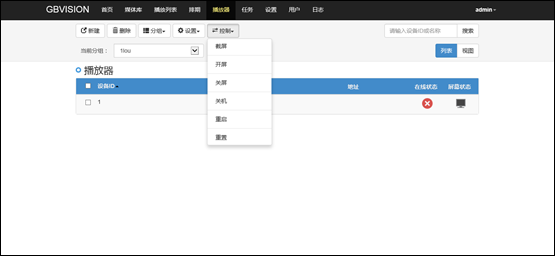 GBVISION 首页 媒体库 播放列表 排期 播放器 任务 设置 用户 日志 admin
新建 删除 分组 设置 控制 请输入设备ID或名称 搜索
当前分组： 1lou 列表 视图
截屏
开屏
关屏
关机
重启
重置
播放器
设备ID 地址 在线状态 屏幕状态
1